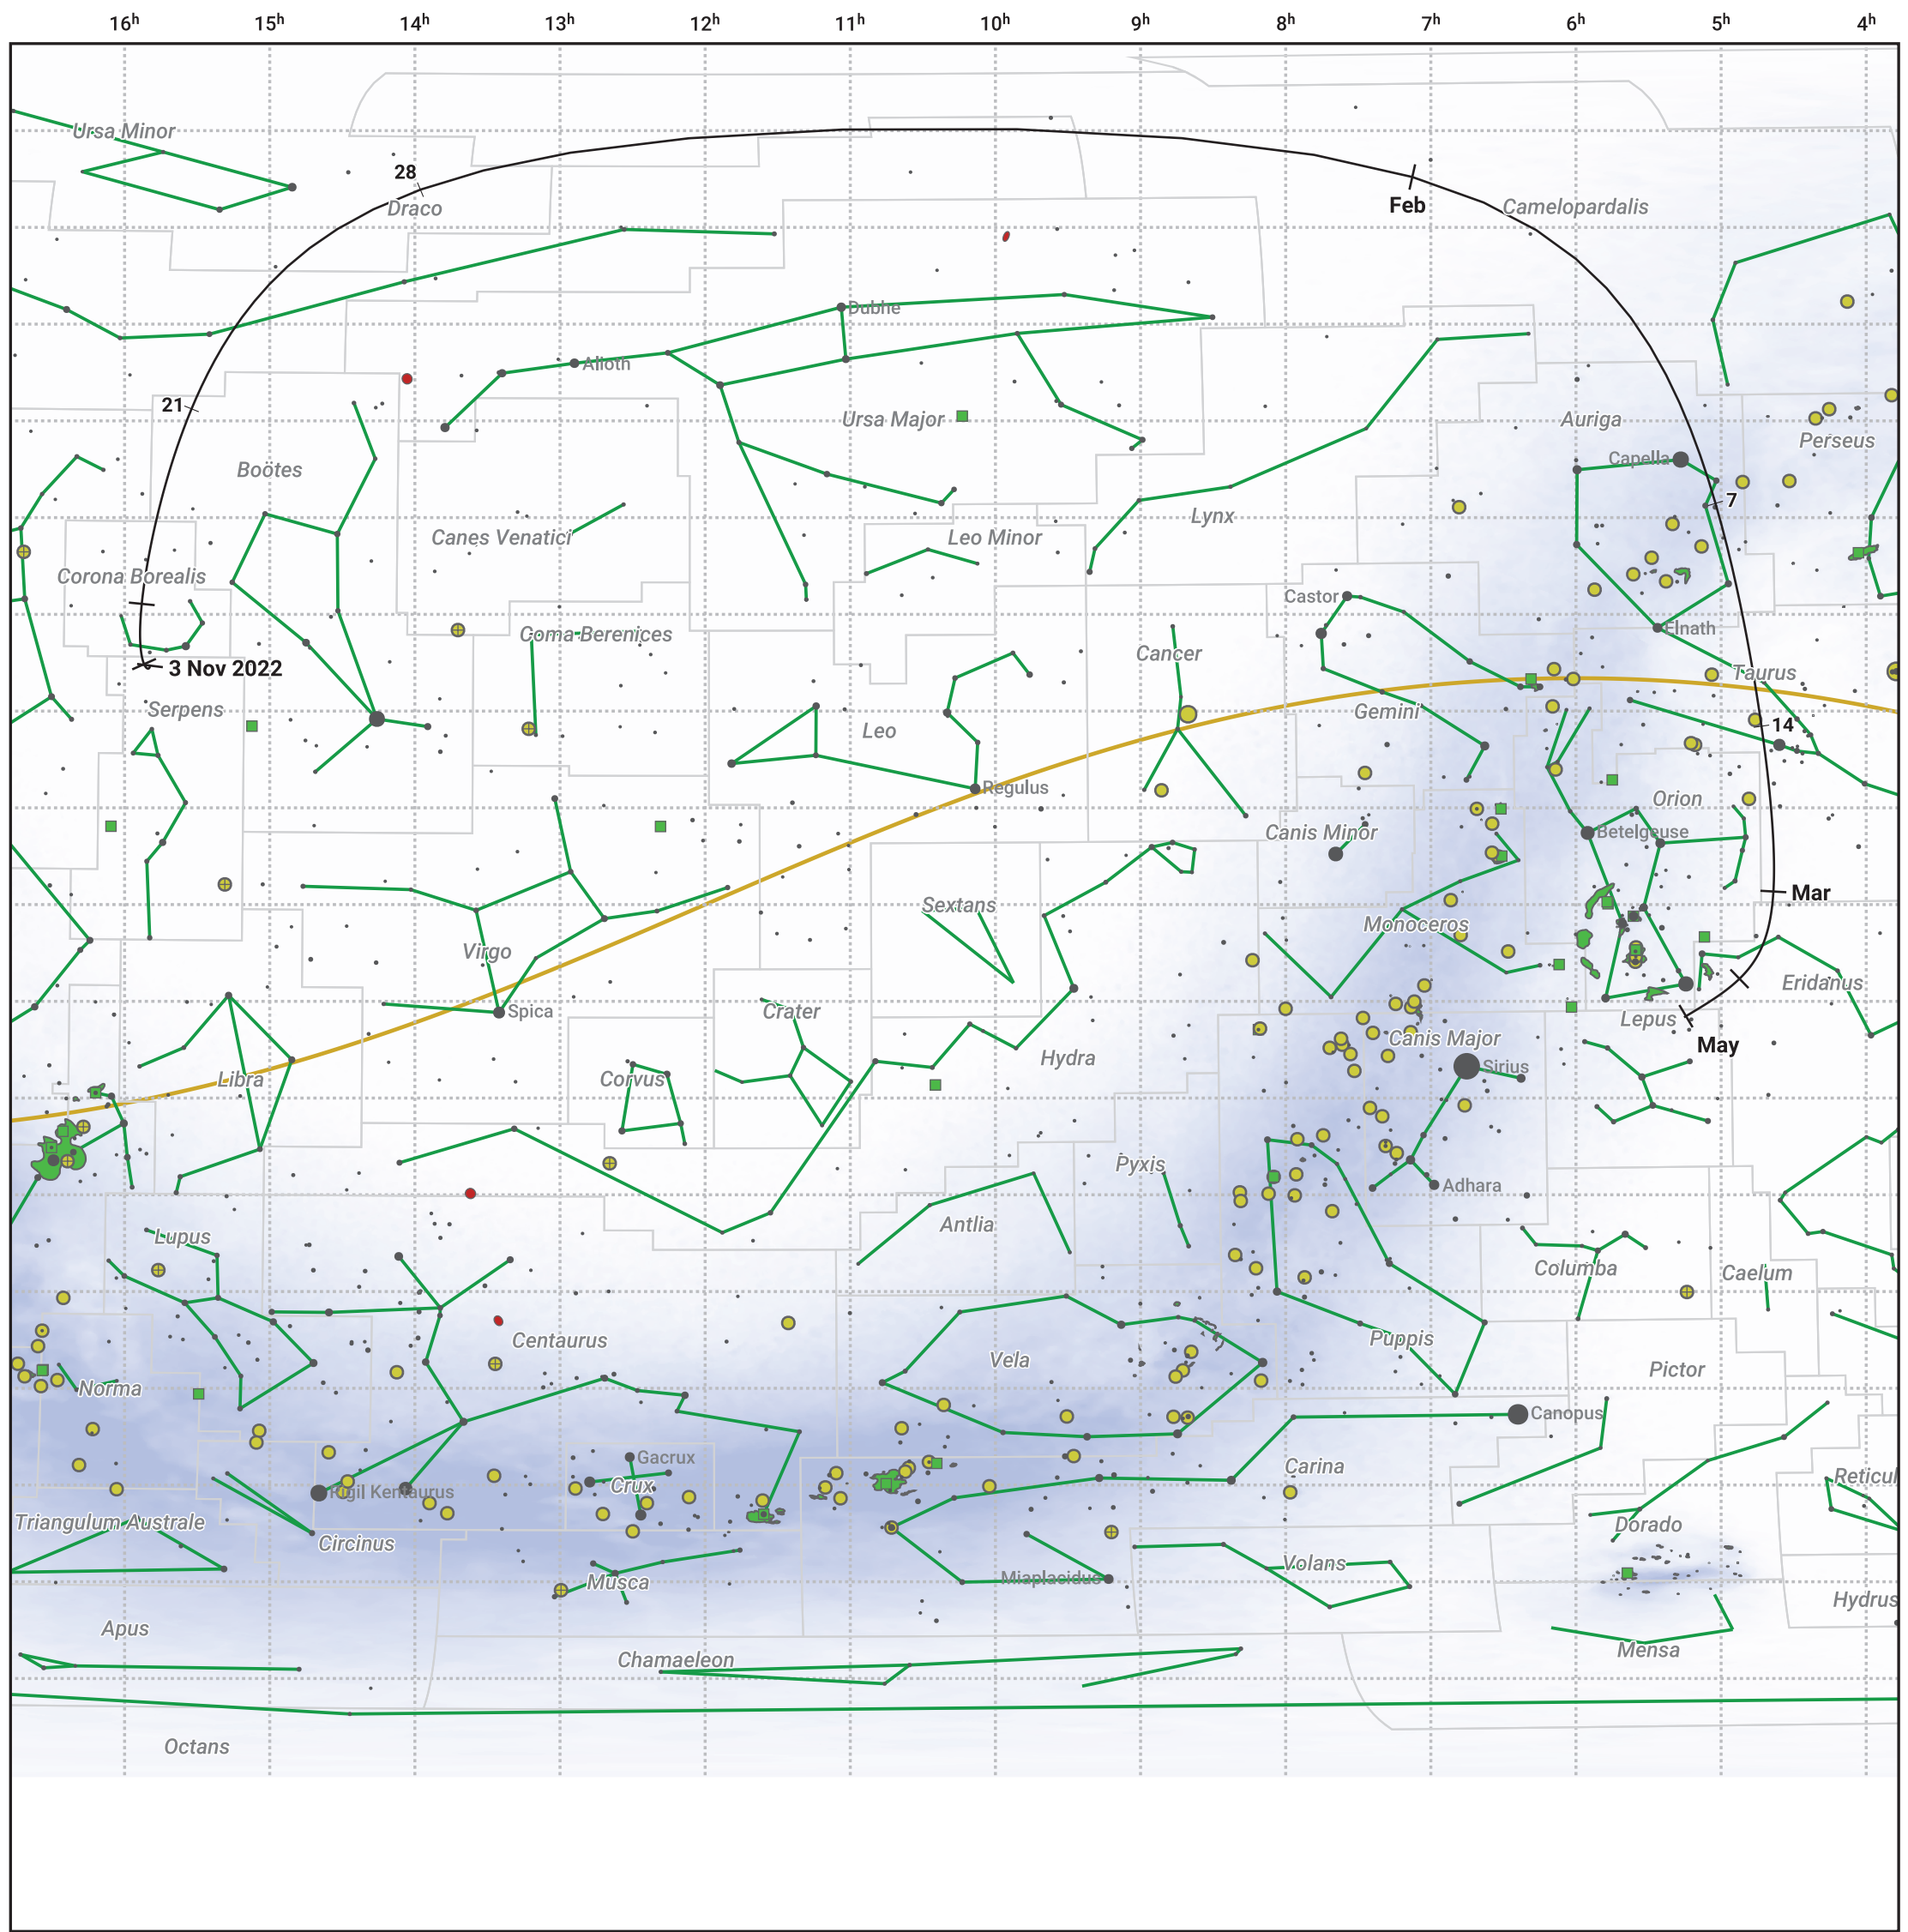 16h 15h 14h 13h 12h 11h 10h 9h 8h 7h 6h 5h 4h
Ursa Minor
28
Draco
Feb
Camelopardalis
Dubhe
Alioth
21
Ursa Major
Auriga
Perseus
Boötes
Capella
7
Canes Venatici
Leo Minor
Lynx
Corona Borealis
Castor
Coma Berenices
Elnath
3 Nov 2022
Cancer
Taurus
Serpens
Leo
Gemini
14
Regulus
Orion
Canis Minor
Betelgeuse
Mar
Sextans
Monoceros
Virgo
Eridanus
Spica
Crater
Lepus
Canis Major
May
Hydra
Sirius
Libra
Corvus
Pyxis
Adhara
Lupus
Antlia
Columba
Caelum
Centaurus
Puppis
Vela
Pictor
Norma
Canopus
Gacrux
Carina
Reticul
Crux
Rigil Kentaurus
Triangulum Australe
Dorado
Circinus
Volans
Musca
Miaplacidus
Hydrus
Apus
Mensa
Chamaeleon
Octans